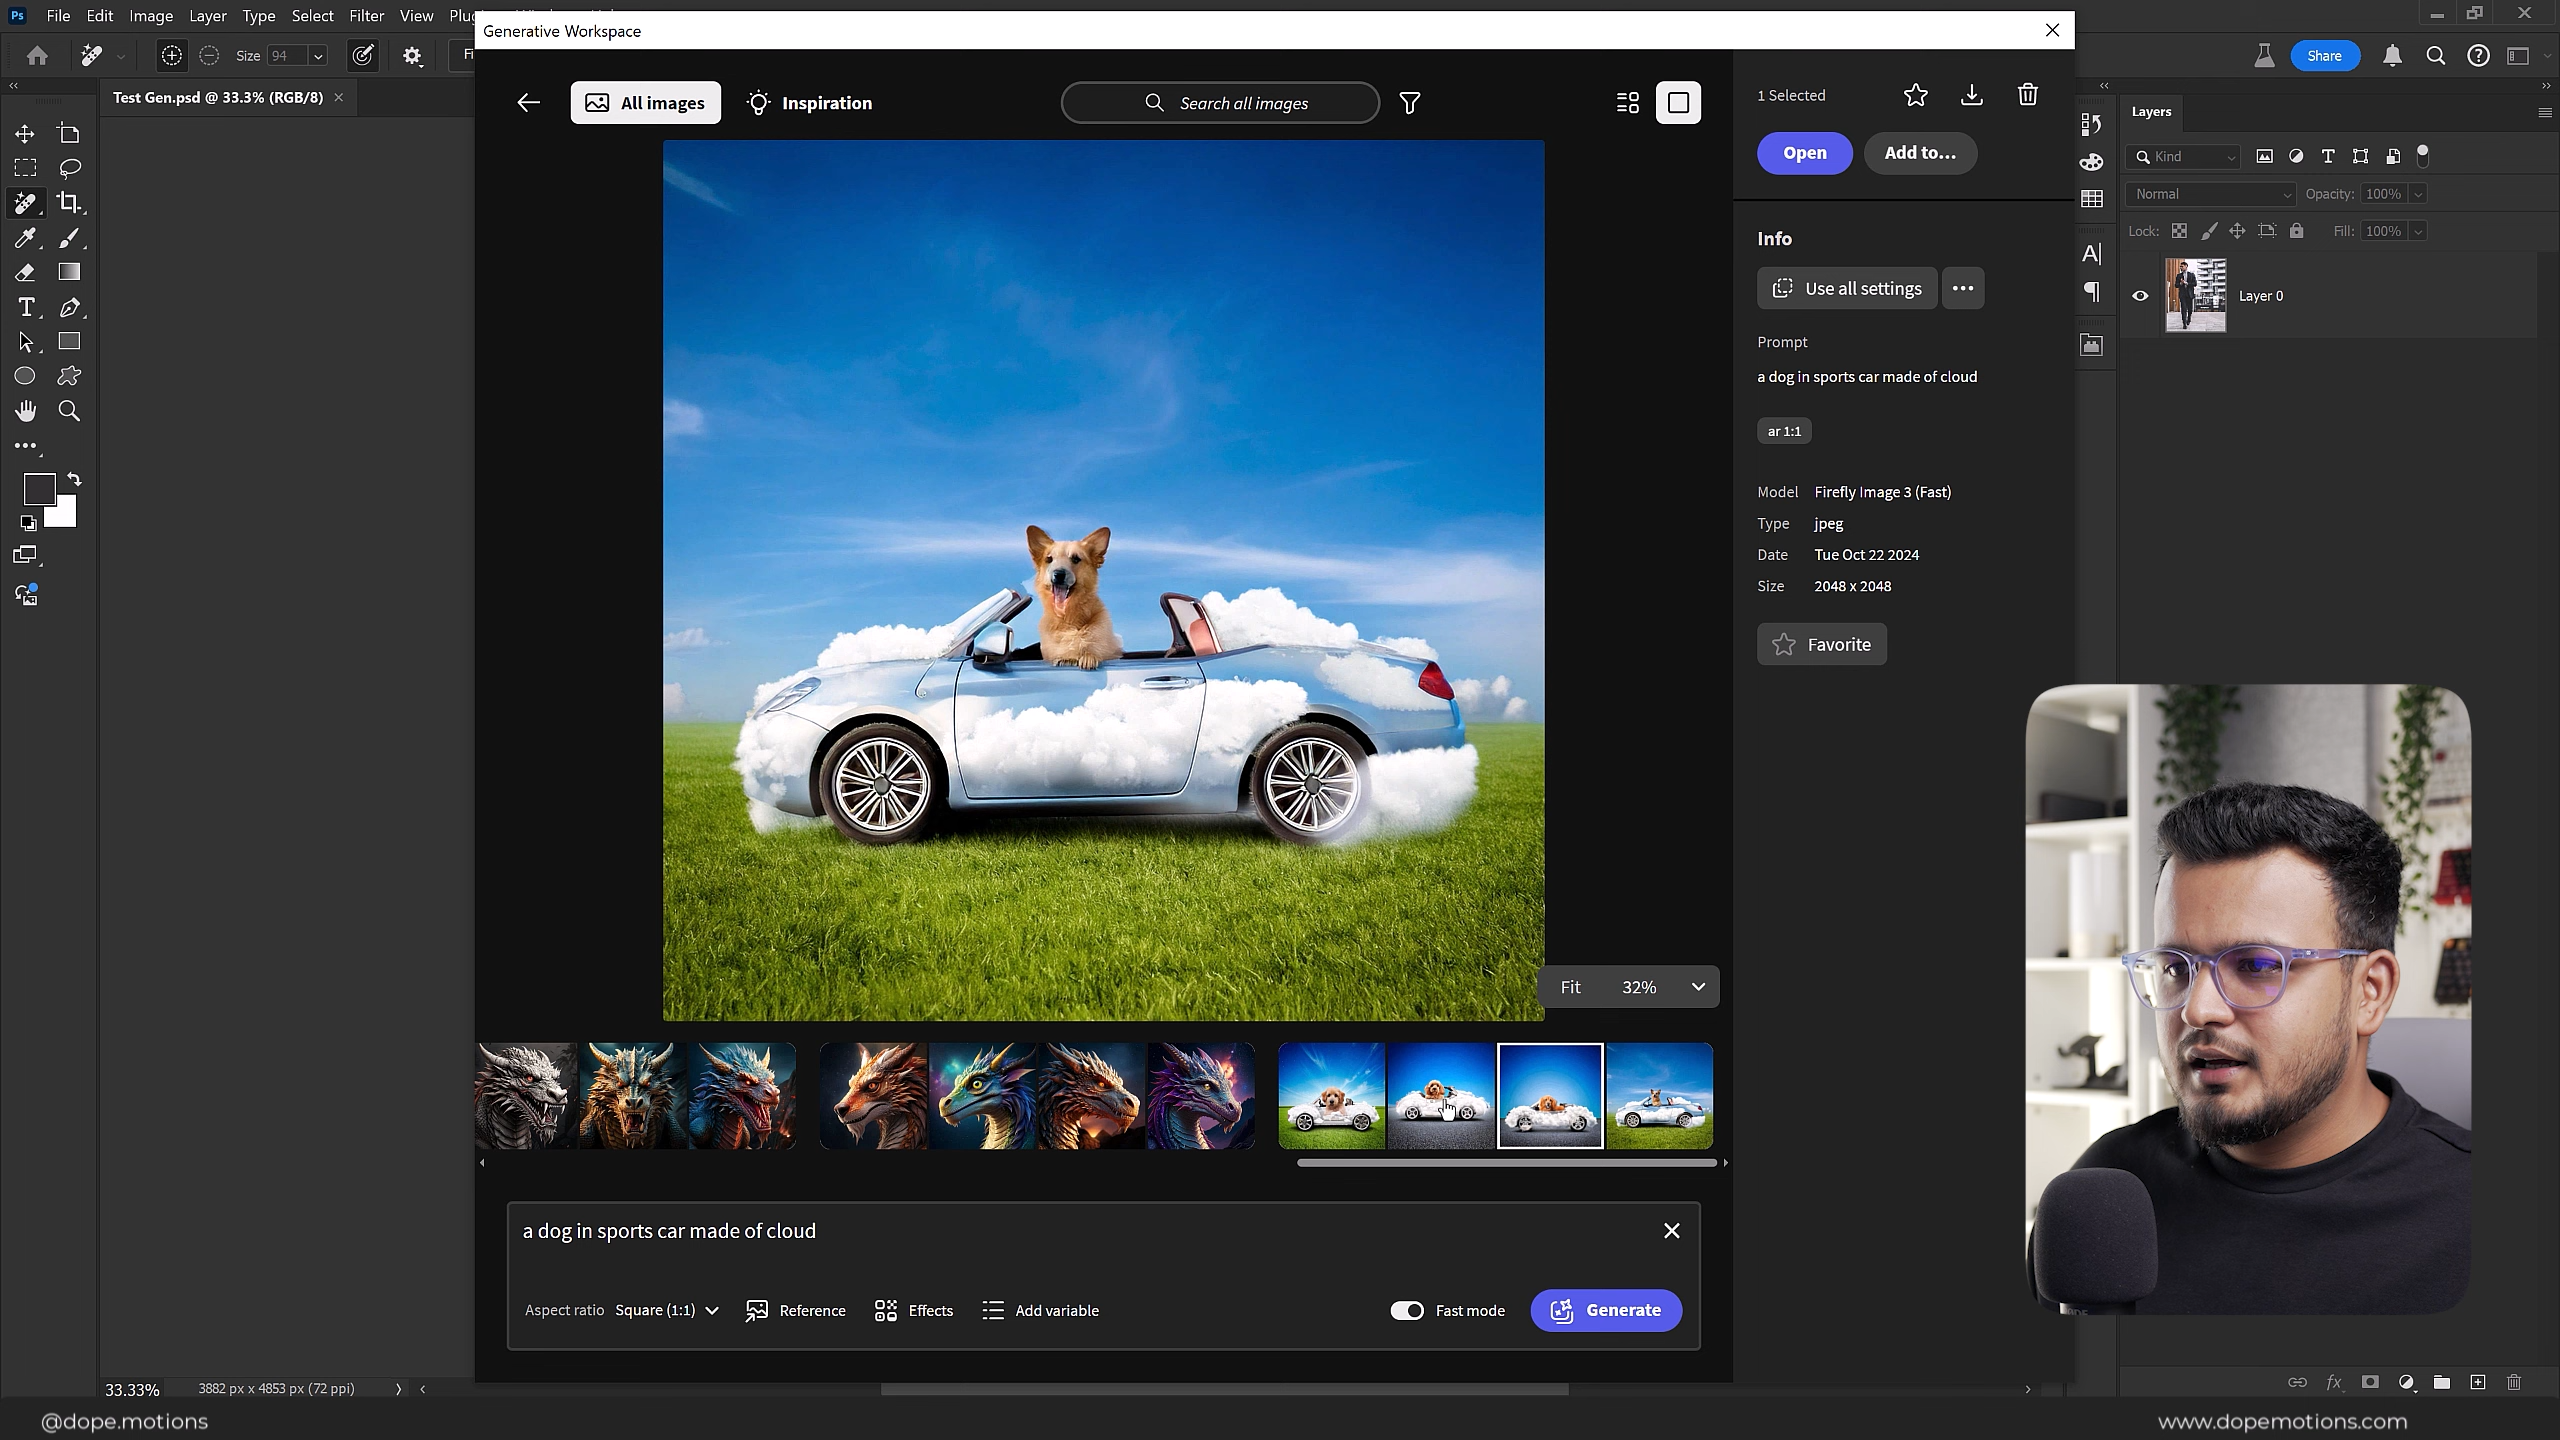 Ps File Edit Image Layer Type Select Filter View
Generative Workspace
Size 94
Share
Test Gen.psd @ 33.3% (RGB/8)
All images Inspiration Search all images
1 Selected
Open Add to...
Info
Use all settings
Prompt
a dog in sports car made of cloud
ar 1:1
Model Firefly Image 3 (Fast)
Type jpeg
Date Tue Oct 22 2024
Size 2048 x 2048
Favorite
Layers
Kind
Normal Opacity: 100%
Lock: Fill: 100%
Layer 0
Fit 32%
a dog in sports car made of cloud
Aspect ratio Square (1:1) Reference Effects Add variable Fast mode Generate
33.33% 3882 px x 4853 px (72 ppi)
@dope.motions
www.dopemotions.com